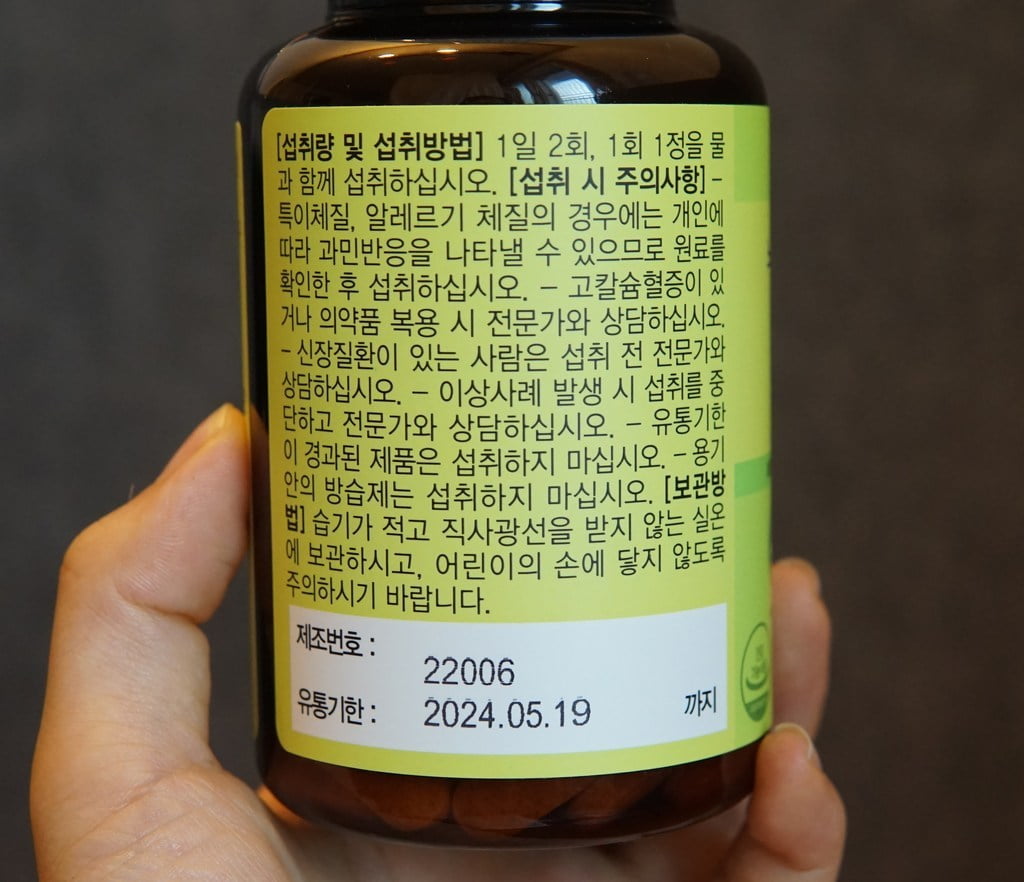 [섭취량 및 섭취방법] 1일 2회, 1회 1정을 물
과 함께 섭취하십시오. [섭취 시 주의사항] –
특이체질, 알레르기 체질의 경우에는 개인에
따라 과민반응을 나타낼 수 있으므로 원료를
확인한 후 섭취하십시오. – 고칼슘혈증이 있
거나 의약품 복용 시 전문가와 상담하십시오.
– 신장질환이 있는 사람은 섭취 전 전문가와
상담하십시오. – 이상사례 발생 시 섭취를 중
단하고 전문가와 상담하십시오. – 유통기한
이 경과된 제품은 섭취하지 마십시오. – 용기
안의 방습제는 섭취하지 마십시오. [보관방
법] 습기가 적고 직사광선을 받지 않는 실온
에 보관하시고, 어린이의 손에 닿지 않도록
주의하시기 바랍니다.
제조번호 :
22006
유통기한 : 2024.05.19 까지